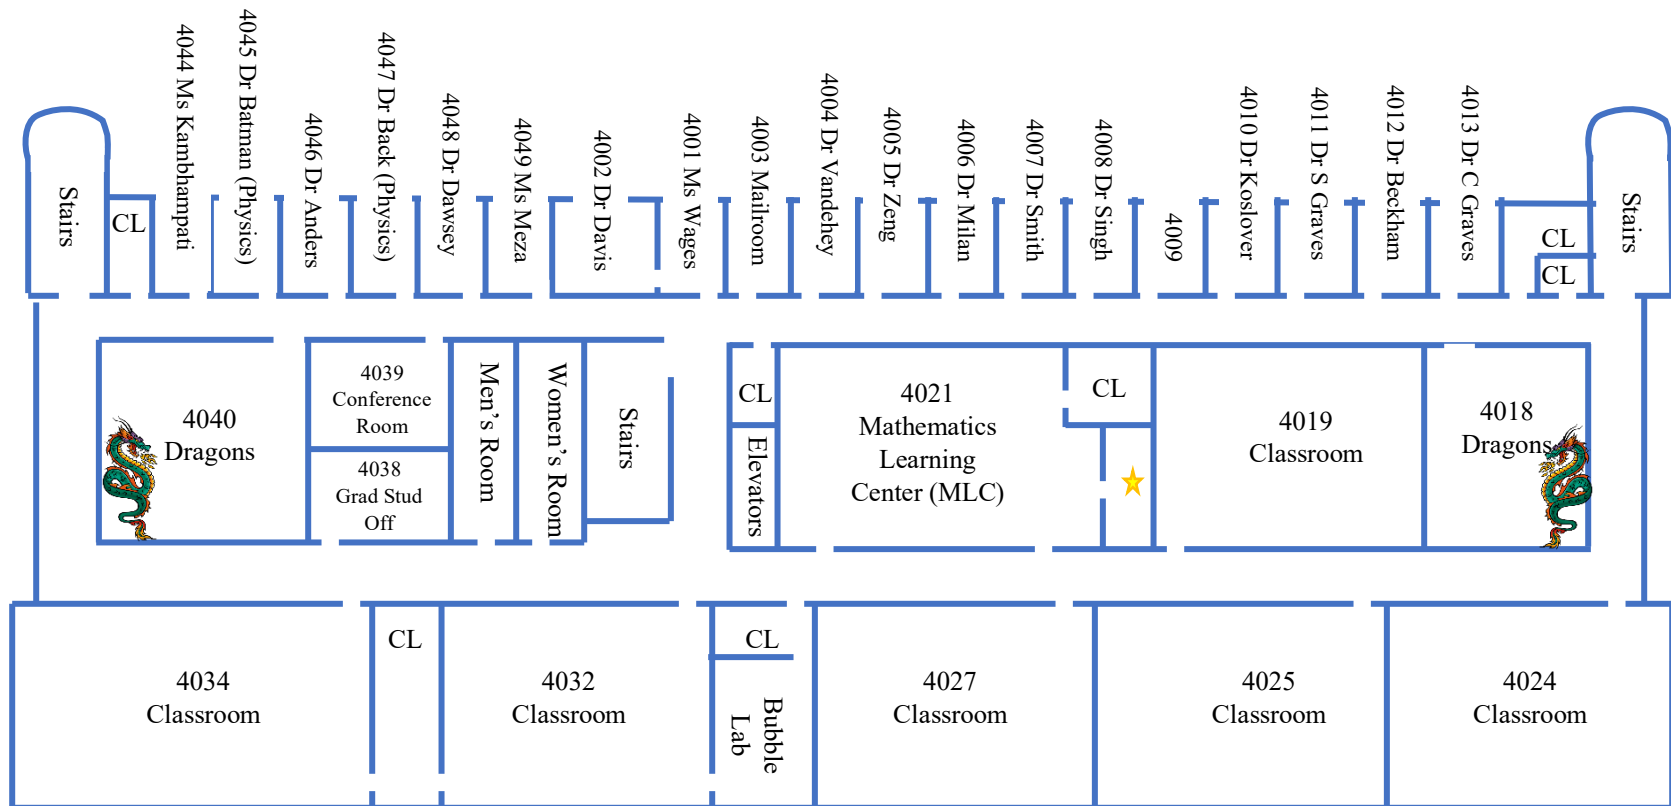 4044 Ms Kambhampati
4045 Dr Batman (Physics)
4046 Dr Anders
4047 Dr Back (Physics)
4048 Dr Dawsey
4049 Ms Meza
4002 Dr Davis
4001 Ms Wages
4003 Mailroom
4004 Dr Vandehey
4005 Dr Zeng
4006 Dr Milan
4007 Dr Smith
4008 Dr Singh
4009
4010 Dr Koslover
4011 Dr S Graves
4012 Dr Beckham
4013 Dr C Graves
Stairs
CL
CL
CL
Stairs
4040
Dragons
4039
Conference
Room
4038
Grad Stud
Off
Men’s Room
Women’s Room
Stairs
CL
Elevators
4021
Mathematics
Learning
Center (MLC)
CL
4019
Classroom
4018
Dragons
4034
Classroom
CL
4032
Classroom
CL
Bubble
Lab
4027
Classroom
4025
Classroom
4024
Classroom